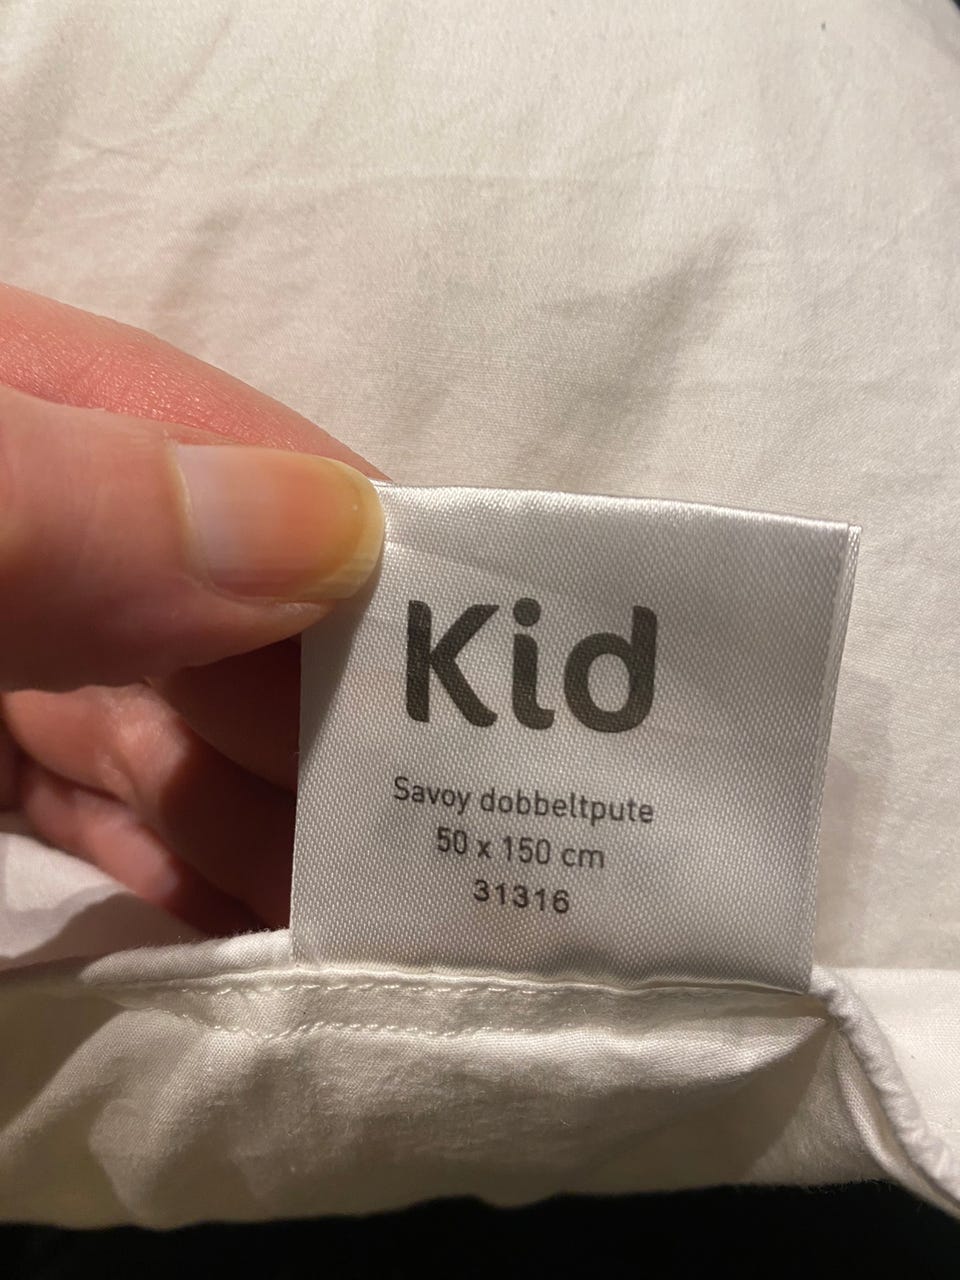 Kid
Savoy dobbeltpute
50 x 150 cm
31316